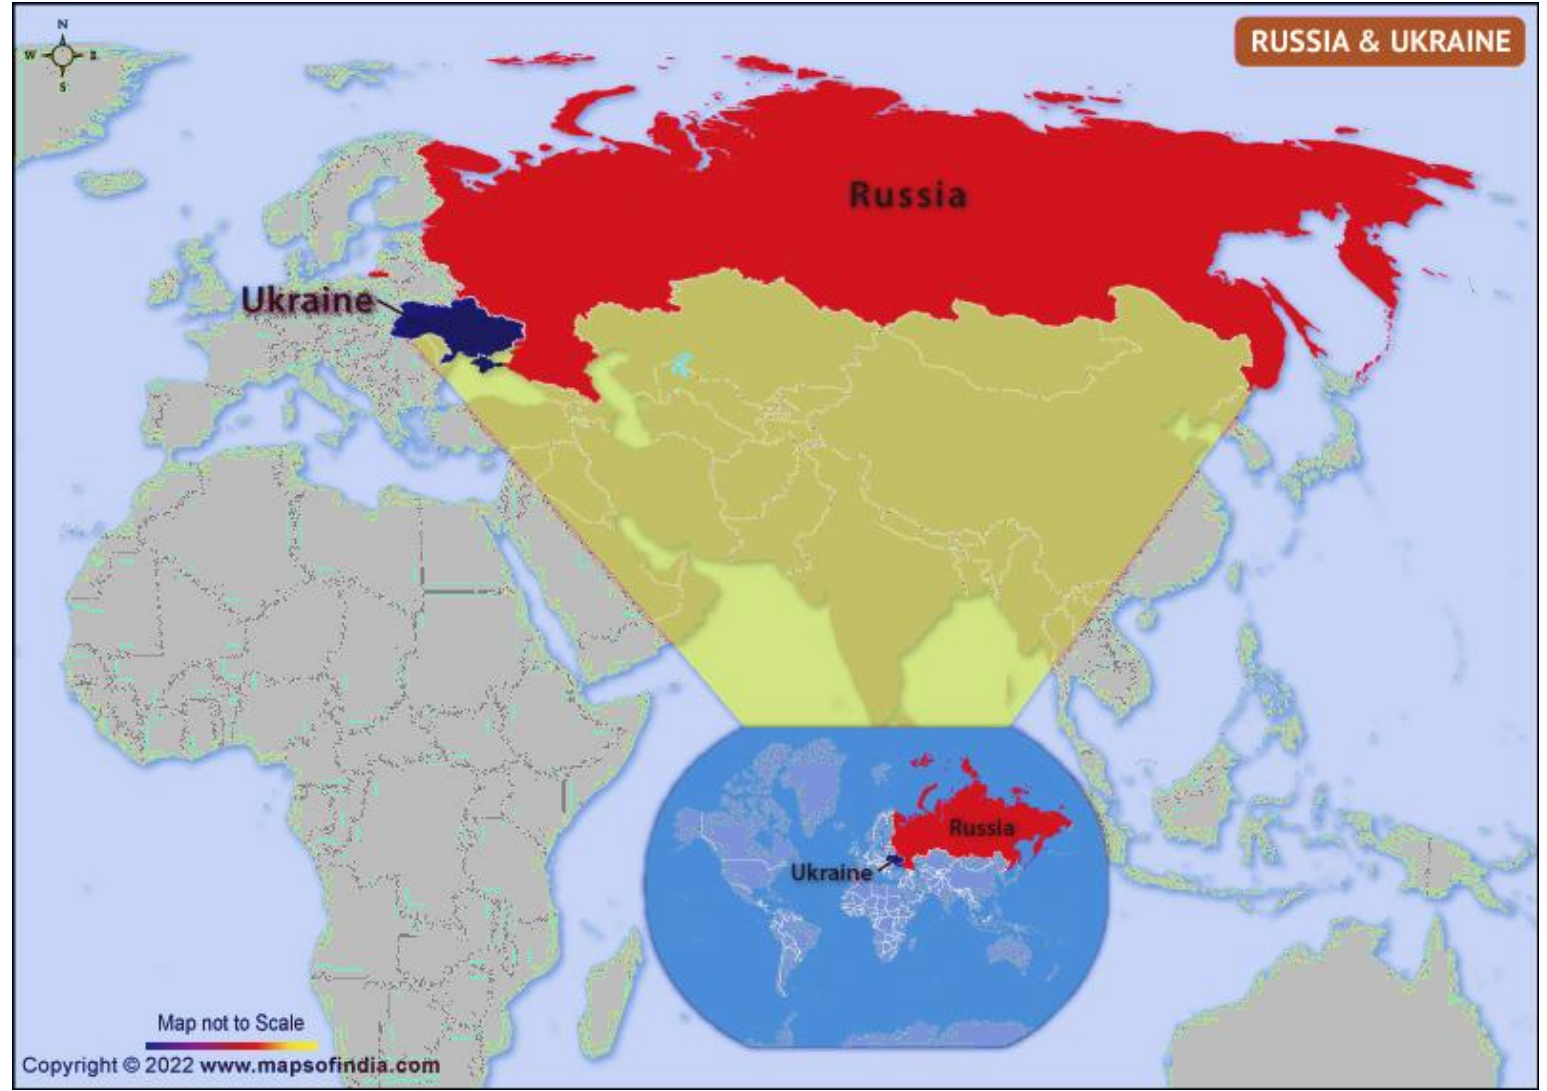 N
W E
S
RUSSIA & UKRAINE
Russia
Ukraine
Russia
Ukraine
Map not to Scale
Copyright © 2022 www.mapsofindia.com